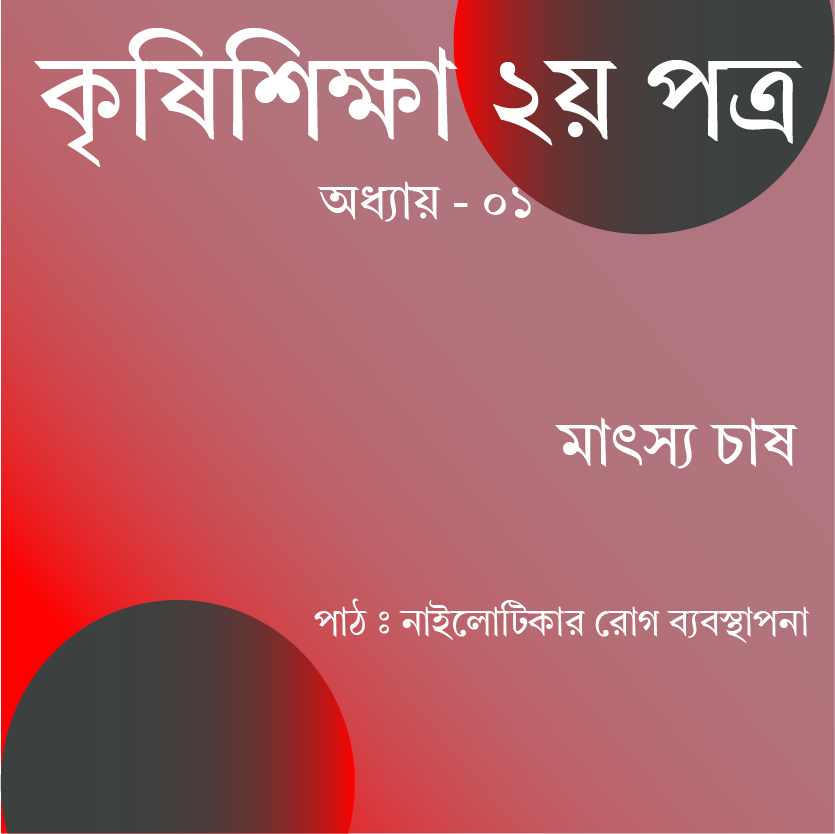 কৃষিশিক্ষা ২য় পত্র
অধ্যায় - ০১
মাৎস্য চাষ
পাঠ ঃ নাইলোটিকার রোগ ব্যবস্থাপনা